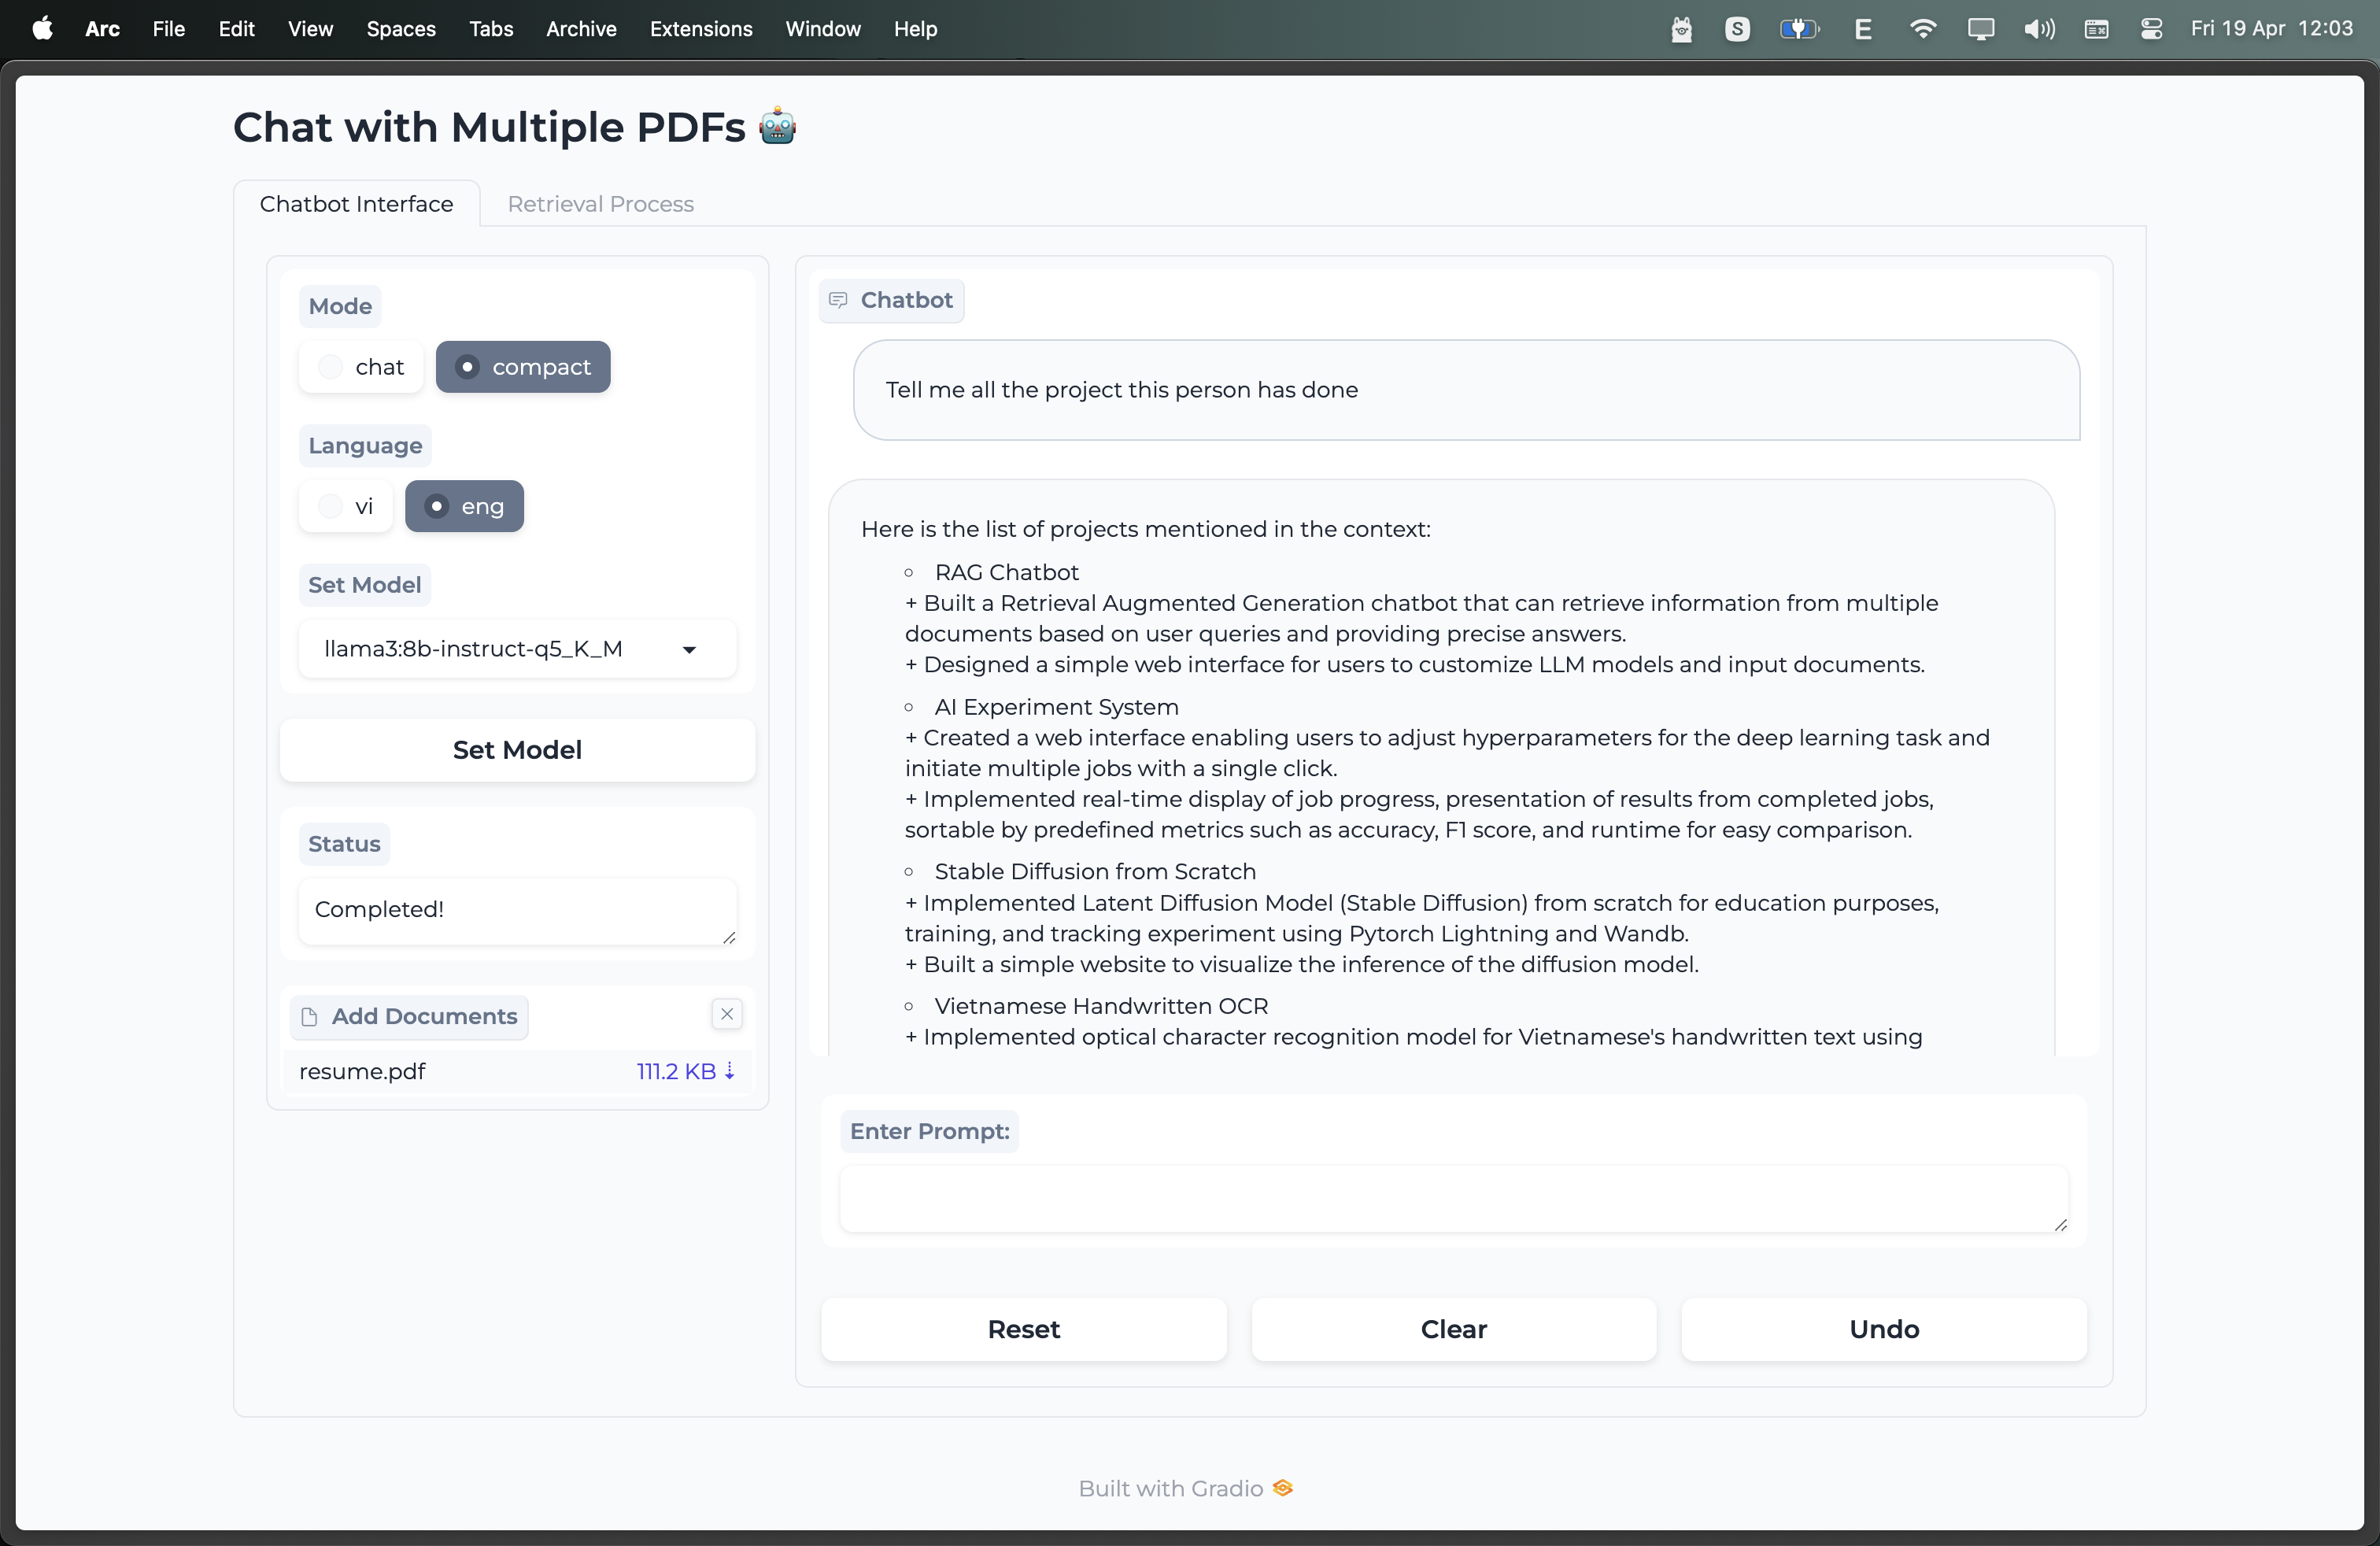 Arc File Edit View Spaces Tabs Archive Extensions Window Help S E Fri 19 Apr 12:03
Chat with Multiple PDFs
Chatbot Interface Retrieval Process
Mode
chat compact
Language
vi eng
Set Model
llama3:8b-instruct-q5_K_M
Set Model
Status
Completed!
Add Documents
resume.pdf 111.2 KB ⇣
Chatbot
Tell me all the project this person has done
Here is the list of projects mentioned in the context:
RAG Chatbot
+ Built a Retrieval Augmented Generation chatbot that can retrieve information from multiple
documents based on user queries and providing precise answers.
+ Designed a simple web interface for users to customize LLM models and input documents.
AI Experiment System
+ Created a web interface enabling users to adjust hyperparameters for the deep learning task and
initiate multiple jobs with a single click.
+ Implemented real-time display of job progress, presentation of results from completed jobs,
sortable by predefined metrics such as accuracy, F1 score, and runtime for easy comparison.
Stable Diffusion from Scratch
+ Implemented Latent Diffusion Model (Stable Diffusion) from scratch for education purposes,
training, and tracking experiment using Pytorch Lightning and Wandb.
+ Built a simple website to visualize the inference of the diffusion model.
Vietnamese Handwritten OCR
+ Implemented optical character recognition model for Vietnamese's handwritten text using
Enter Prompt:
Reset Clear Undo
Built with Gradio